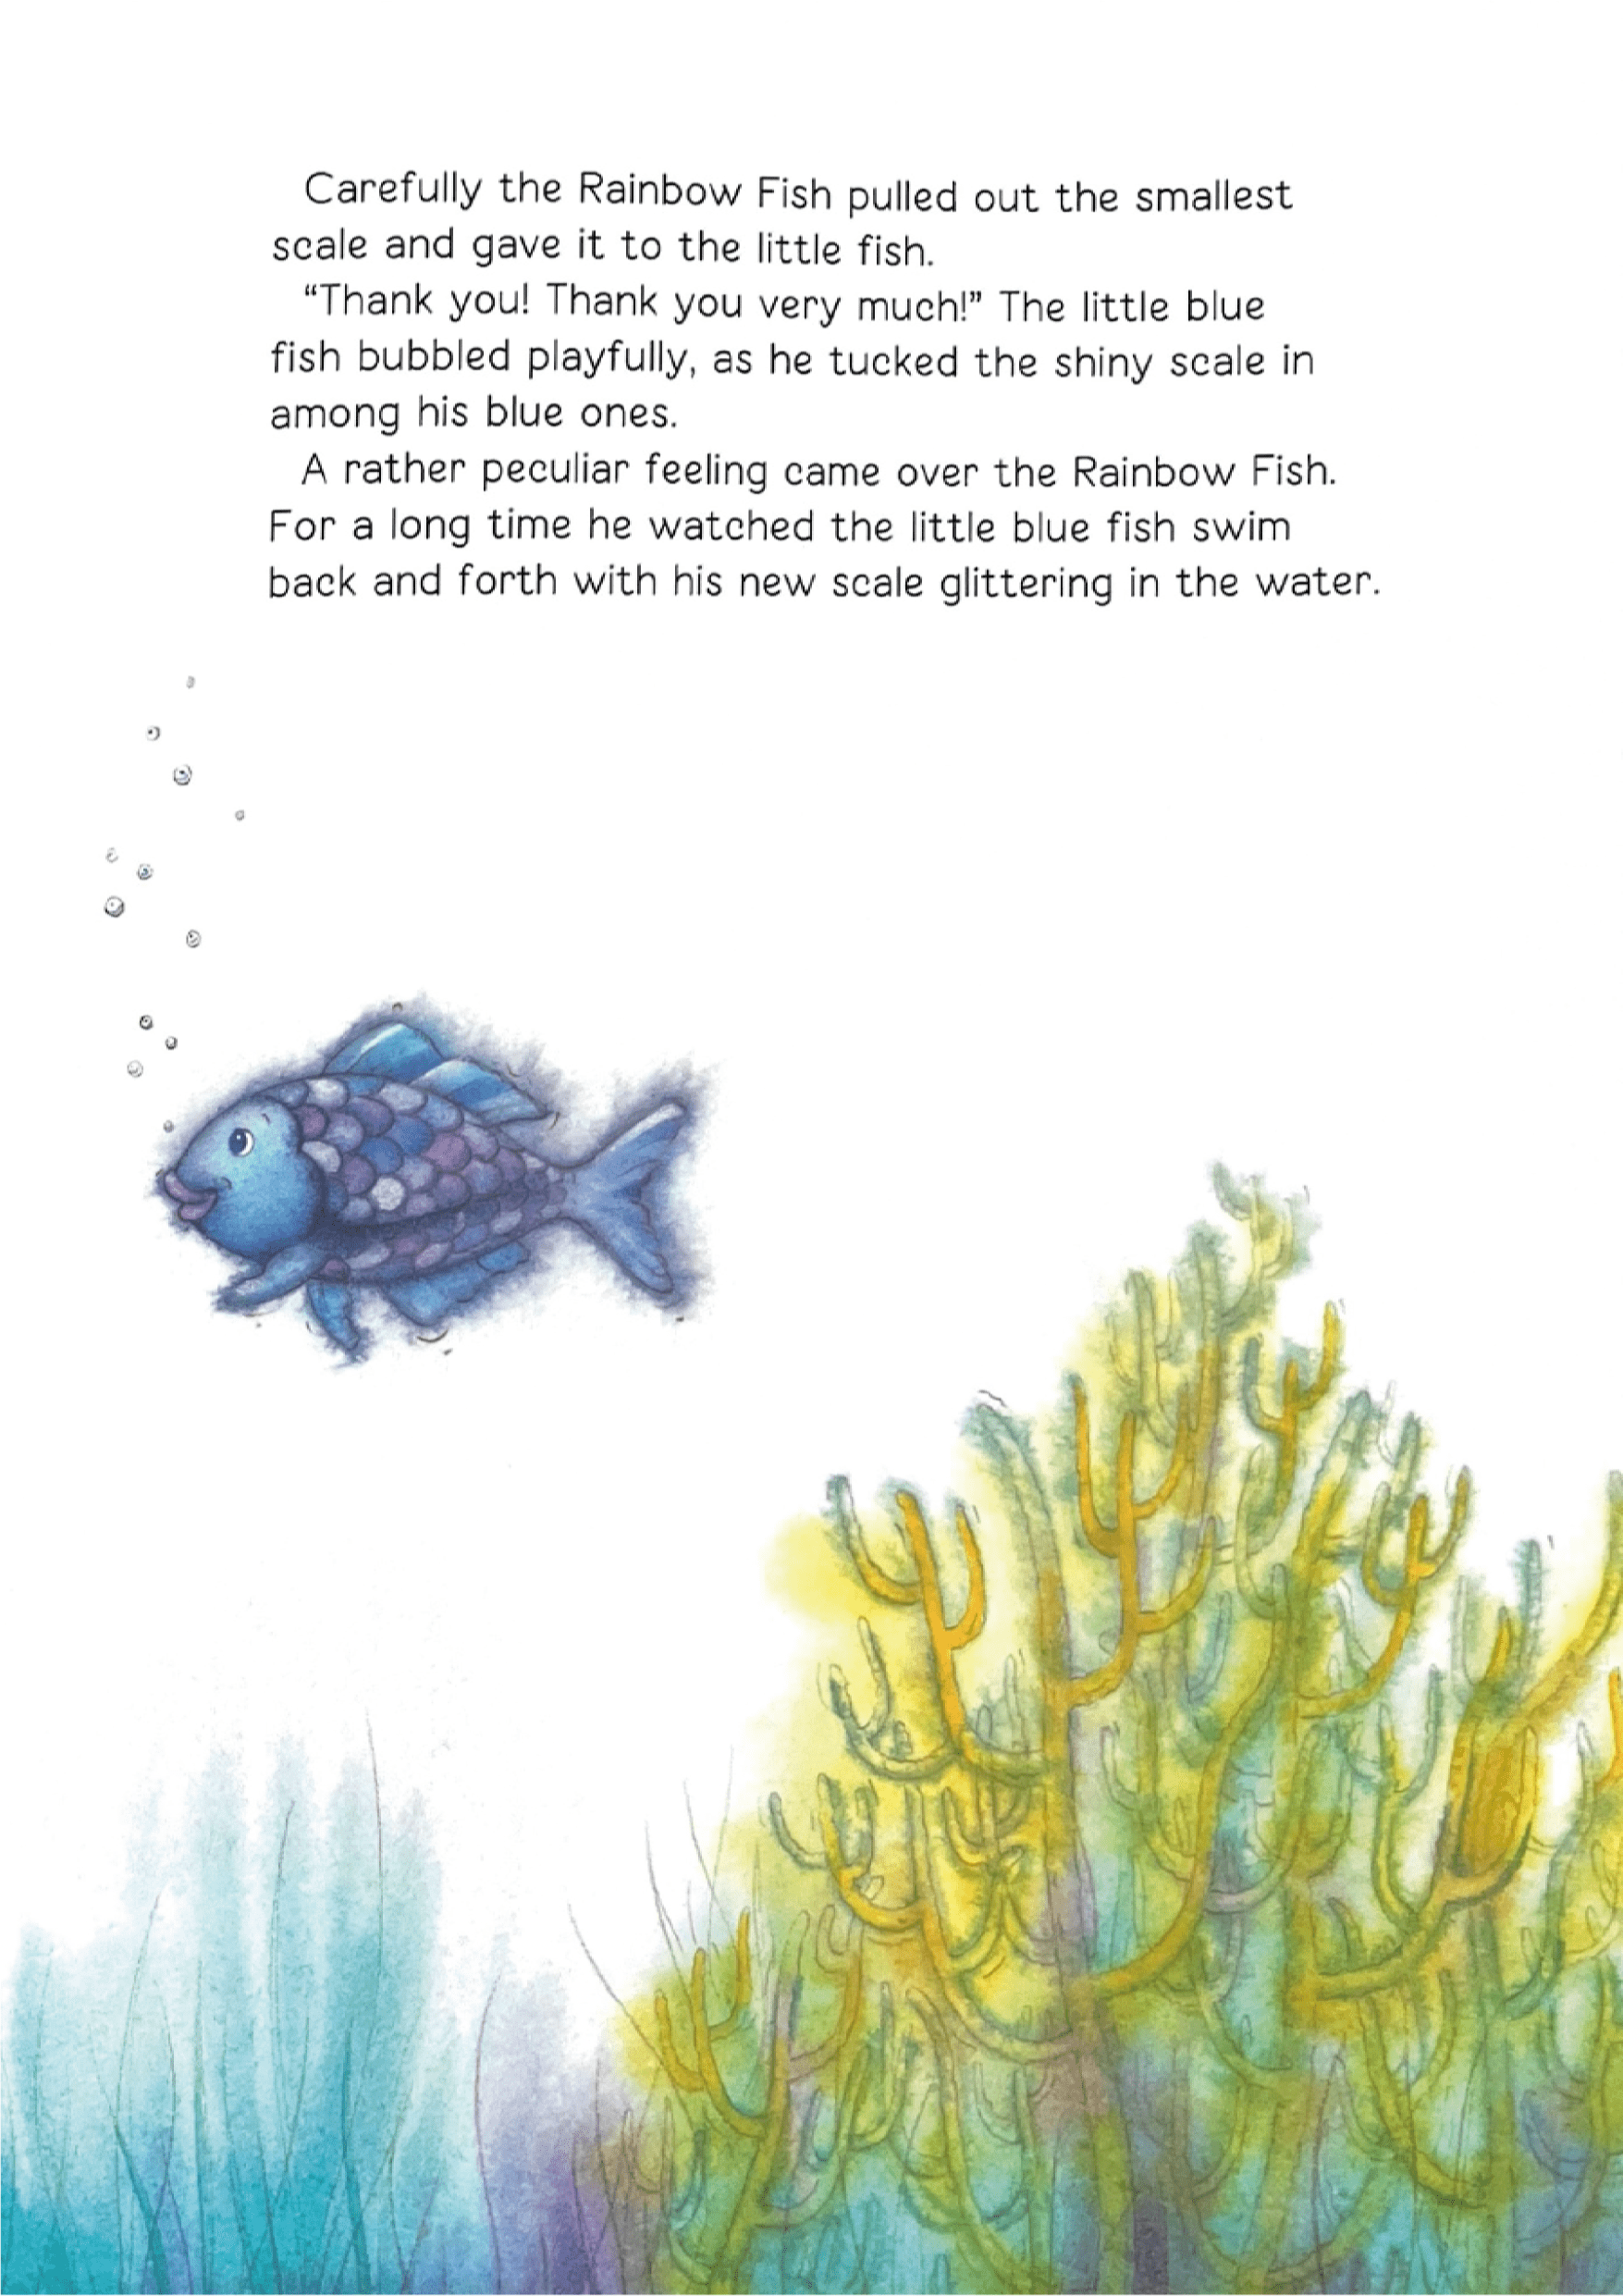 Carefully the Rainbow Fish pulled out the smallest
scale and gave it to the little fish.
“Thank you! Thank you very much!” The little blue
fish bubbled playfully, as he tucked the shiny scale in
among his blue ones.
A rather peculiar feeling came over the Rainbow Fish.
For a long time he watched the little blue fish swim
back and forth with his new scale glittering in the water.